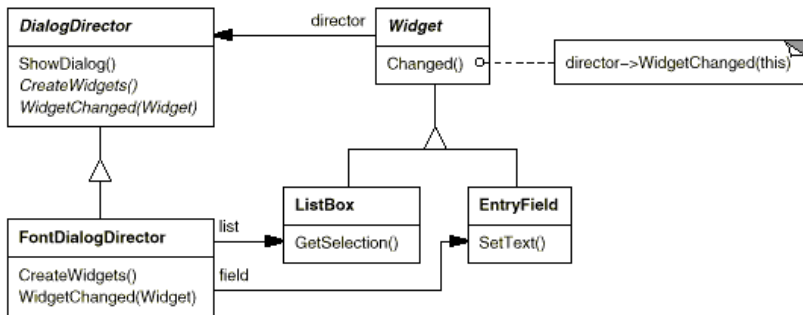 DialogDirector
ShowDialog()
CreateWidgets()
WidgetChanged(Widget)
director
Widget
Changed()
director->WidgetChanged(this)
FontDialogDirector
CreateWidgets()
WidgetChanged(Widget)
list
field
ListBox
GetSelection()
EntryField
SetText()